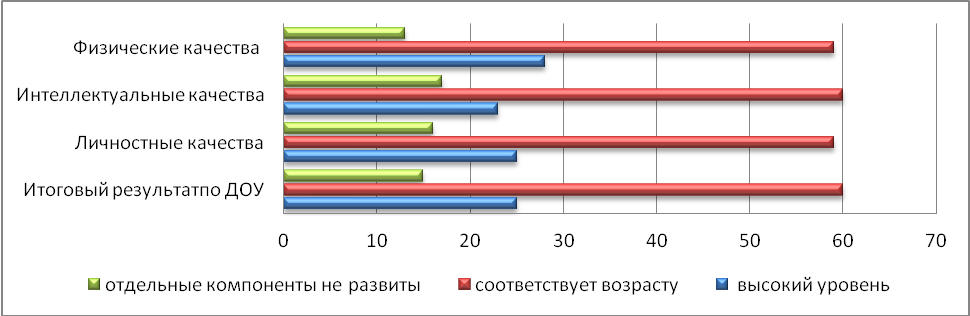 Физические качества
Интеллектуальные качества
Личностные качества
Итоговый результатпо ДОУ
0 10 20 30 40 50 60 70
отдельные компоненты не развиты соответствует возрасту высокий уровень